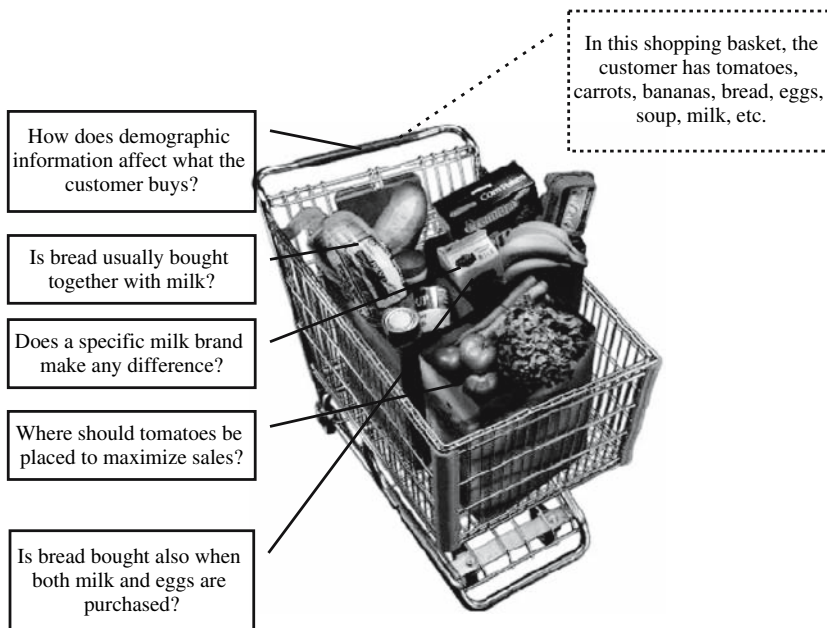 In this shopping basket, the
customer has tomatoes,
carrots, bananas, bread, eggs,
soup, milk, etc.
How does demographic
information affect what the
customer buys?
Is bread usually bought
together with milk?
Does a specific milk brand
make any difference?
Where should tomatoes be
placed to maximize sales?
Is bread bought also when
both milk and eggs are
purchased?